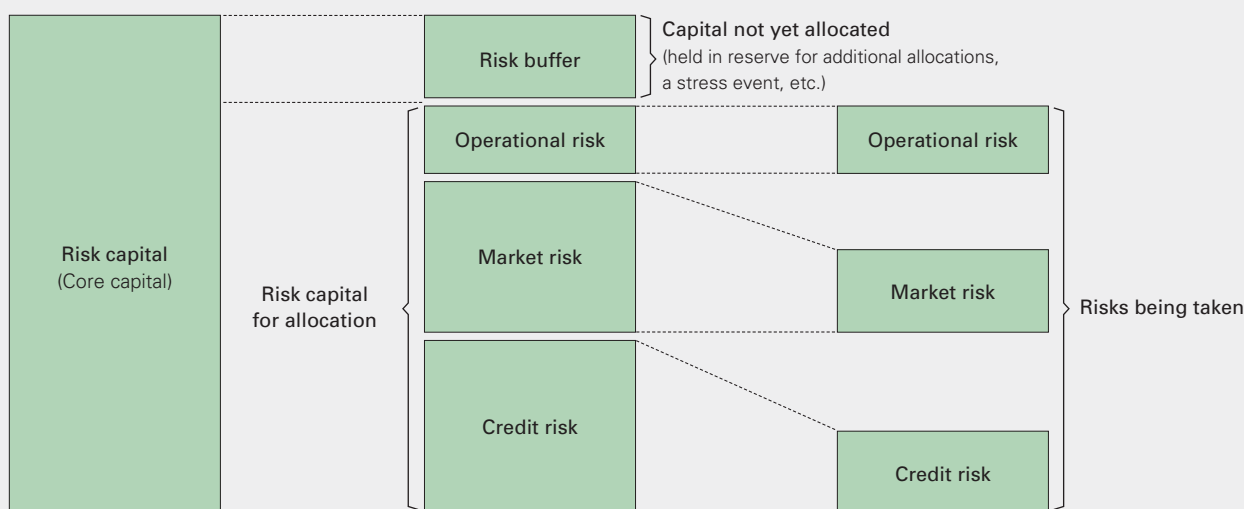 Risk capital
(Core capital)
Risk capital
for allocation
Risk buffer
Operational risk
Market risk
Credit risk
Capital not yet allocated
(held in reserve for additional allocations,
a stress event, etc.)
Operational risk
Market risk
Credit risk
Risks being taken